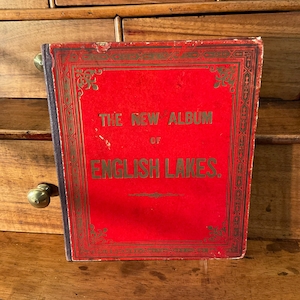 THE NEW ALBUM
OF
ENGLISH LAKES.